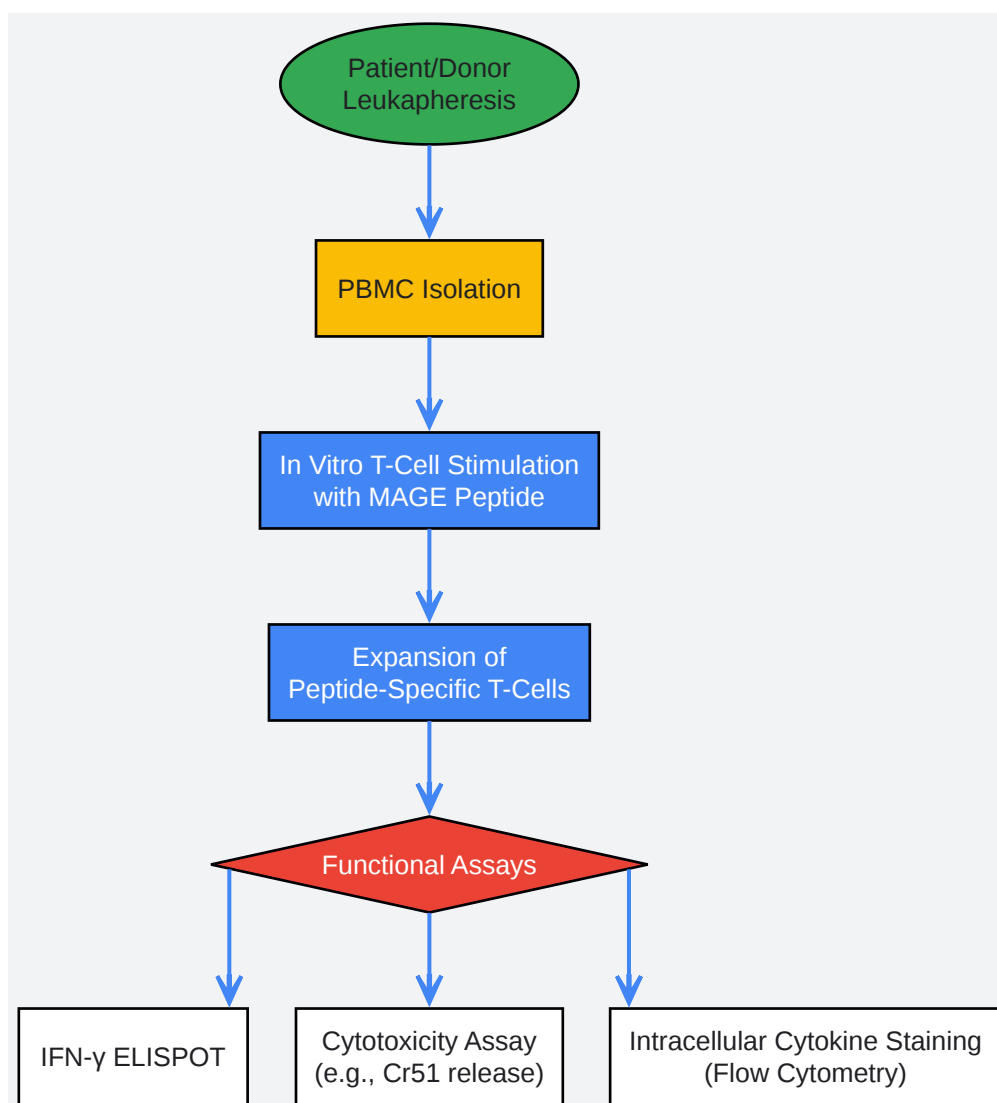 Patient/Donor
Leukapheresis
PBMC Isolation
In Vitro T-Cell Stimulation
with MAGE Peptide
Expansion of
Peptide-Specific T-Cells
Functional Assays
IFN-γ ELISPOT
Cytotoxicity Assay
(e.g., Cr51 release)
Intracellular Cytokine Staining
(Flow Cytometry)